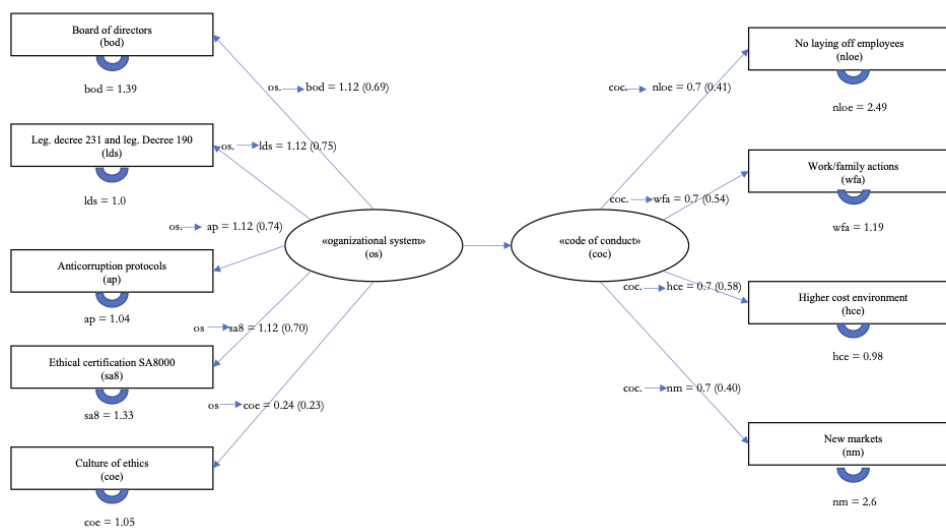 Board of directors
(bod)
bod = 1.39
os. bod = 1.12 (0.69)
Leg. decree 231 and leg. Decree 190
(lds)
os. lds = 1.12 (0.75)
lds = 1.0
os. ap = 1.12 (0.74)
Anticorruption protocols
(ap)
ap = 1.04
os sa8 = 1.12 (0.70)
Ethical certification SA8000
(sa8)
sa8 = 1.33
os coe = 0.24 (0.23)
Culture of ethics
(coe)
coe = 1.05
«oganizational system»
(os)
«code of conduct»
(coc)
No laying off employees
(nloe)
coc. nloe = 0.7 (0.41)
nloe = 2.49
Work/family actions
(wfa)
coc. wfa = 0.7 (0.54)
wfa = 1.19
coc. hce = 0.7 (0.58)
Higher cost environment
(hce)
hce = 0.98
coc. nm = 0.7 (0.40)
New markets
(nm)
nm = 2.6